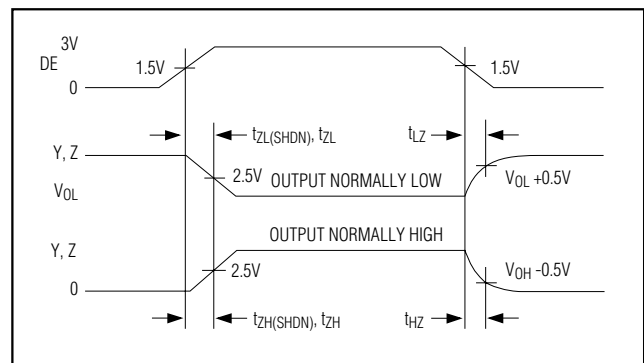 3V
DE
1.5V
1.5V
0
tZL(SHDN), tZL
tLZ
Y, Z
2.5V
OUTPUT NORMALLY LOW
VOL +0.5V
VOL
OUTPUT NORMALLY HIGH
Y, Z
2.5V
VOH -0.5V
0
tZH(SHDN), tZH
tHZ